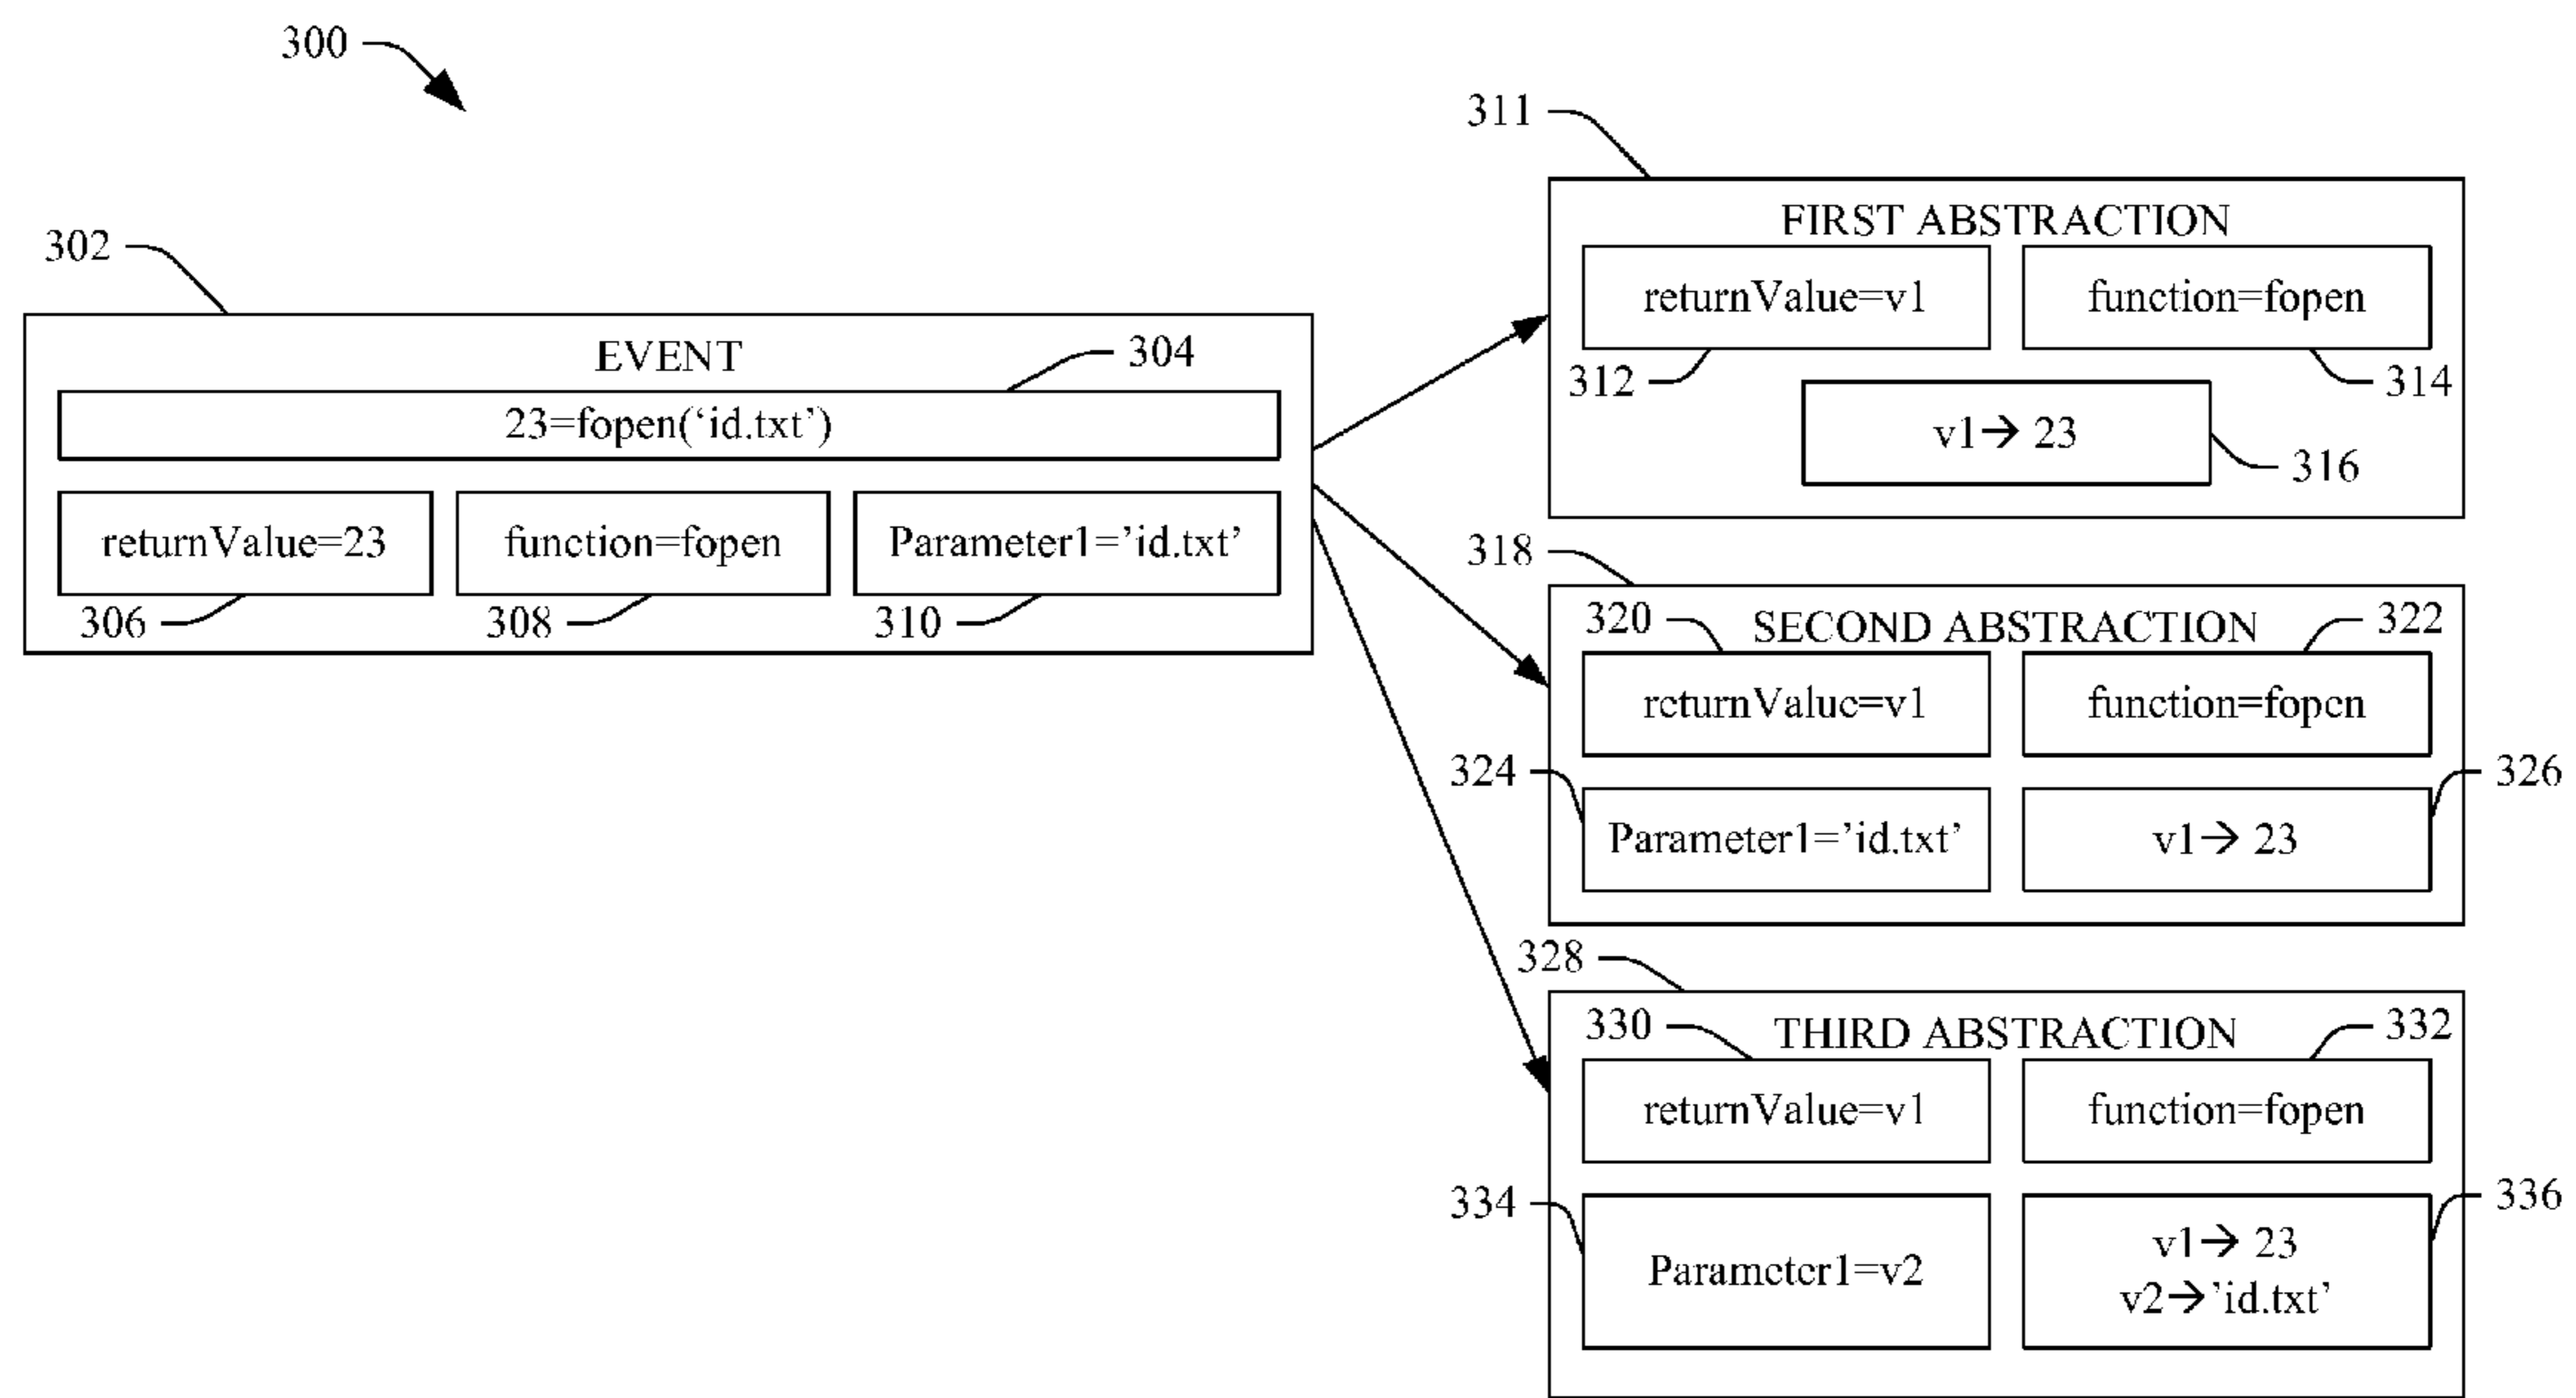 300
311
FIRST ABSTRACTION
returnValue=v1
function=fopen
312
314
v1→ 23
316
302
EVENT
304
23=fopen(‘id.txt’)
returnValue=23
function=fopen
Parameter1=’id.txt’
306
308
310
318
320
SECOND ABSTRACTION
322
returnValue=v1
function=fopen
324
326
Parameter1=’id.txt’
v1→ 23
328
330
THIRD ABSTRACTION
332
returnValue=v1
function=fopen
334
336
Parameter1=v2
v1→ 23
v2→’id.txt’